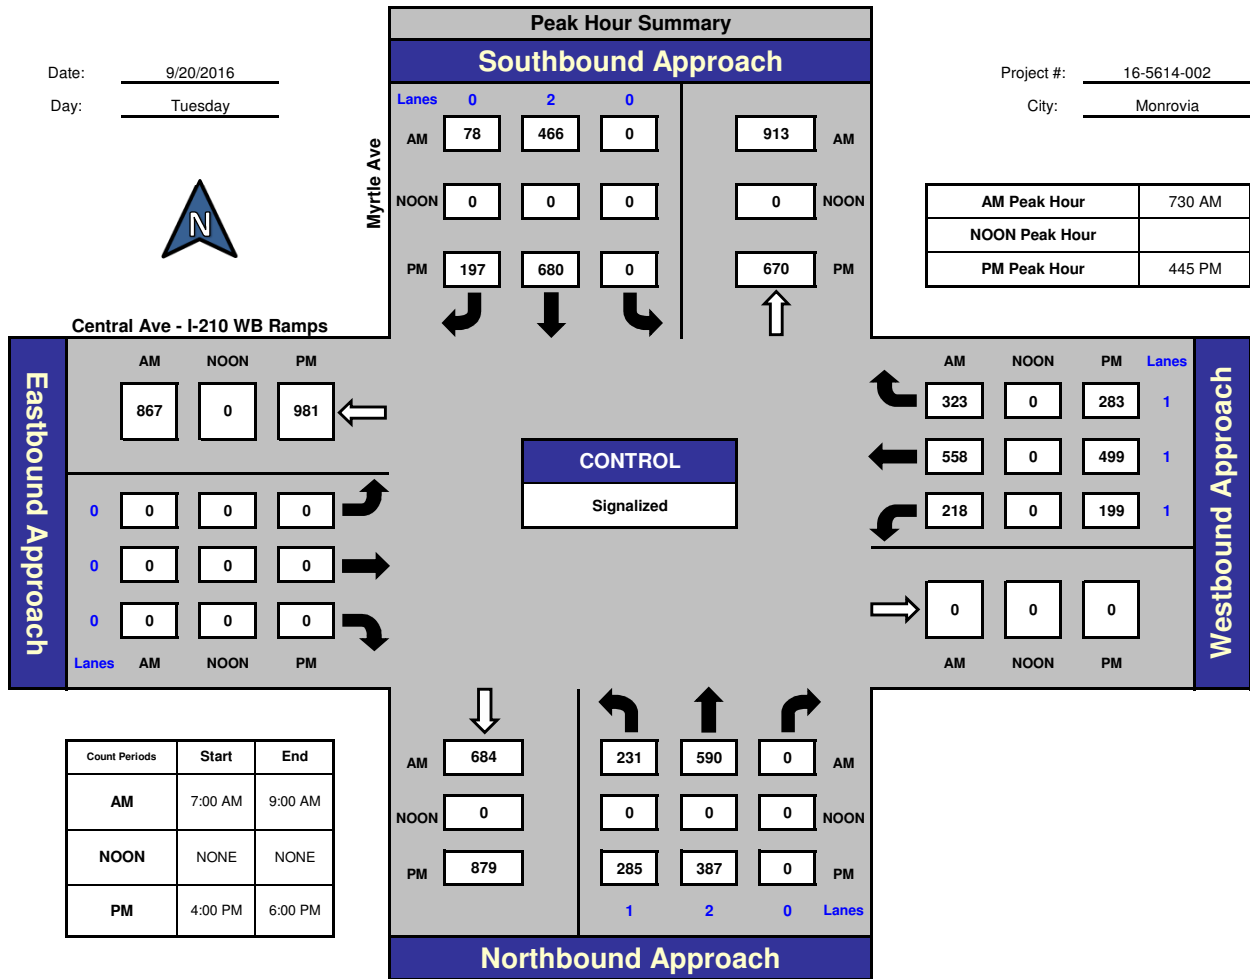 Peak Hour Summary
Southbound Approach
Date: 9/20/2016
Day: Tuesday
Project #: 16-5614-002
City: Monrovia
N
Myrtle Ave
Lanes 0 2 0
AM 78 466 0 913 AM
NOON 0 0 0 0 NOON
PM 197 680 0 670 PM
AM Peak Hour 730 AM
NOON Peak Hour
PM Peak Hour 445 PM
Central Ave - I-210 WB Ramps
Eastbound Approach
AM NOON PM
867 0 981
0 0 0 0
0 0 0 0
0 0 0 0
Lanes AM NOON PM
CONTROL
Signalized
AM NOON PM Lanes
323 0 283 1
558 0 499 1
218 0 199 1
0 0 0
AM NOON PM
Westbound Approach
Count Periods Start End
AM 7:00 AM 9:00 AM
NOON NONE NONE
PM 4:00 PM 6:00 PM
AM 684 231 590 0 AM
NOON 0 0 0 0 NOON
PM 879 285 387 0 PM
1 2 0 Lanes
Northbound Approach